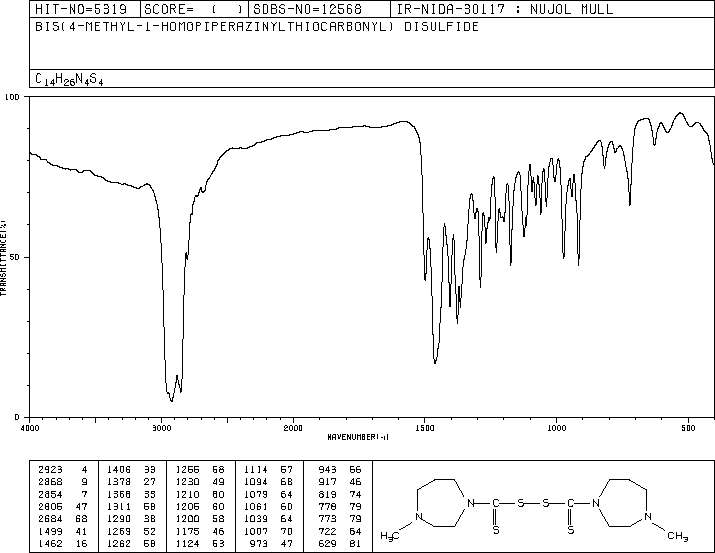 HIT-NO=5319 SCORE= ( ) SDBS-NO=12568 IR-NIDA-30117 : NUJOL MULL
BIS(4-METHYL-1-HOMOPIPERAZINYLTHIOCARBONYL) DISULFIDE
C14H26N4S4
100
50
0
TRANSMITTANCE(%)
4000 3000 2000 1500 1000 500
WAVENUMBER(-1)
2923 4 1406 33 1266 58 1114 57 943 66
2868 9 1378 27 1230 49 1094 68 917 46
2854 7 1368 33 1210 60 1079 64 819 74
2805 47 1311 58 1205 60 1061 60 778 79
2684 68 1290 38 1200 58 1039 64 773 79
1499 41 1269 52 1175 46 1007 70 722 64
1462 16 1262 58 1124 53 973 47 629 81
N C S S C N
N S S N
H3C CH3